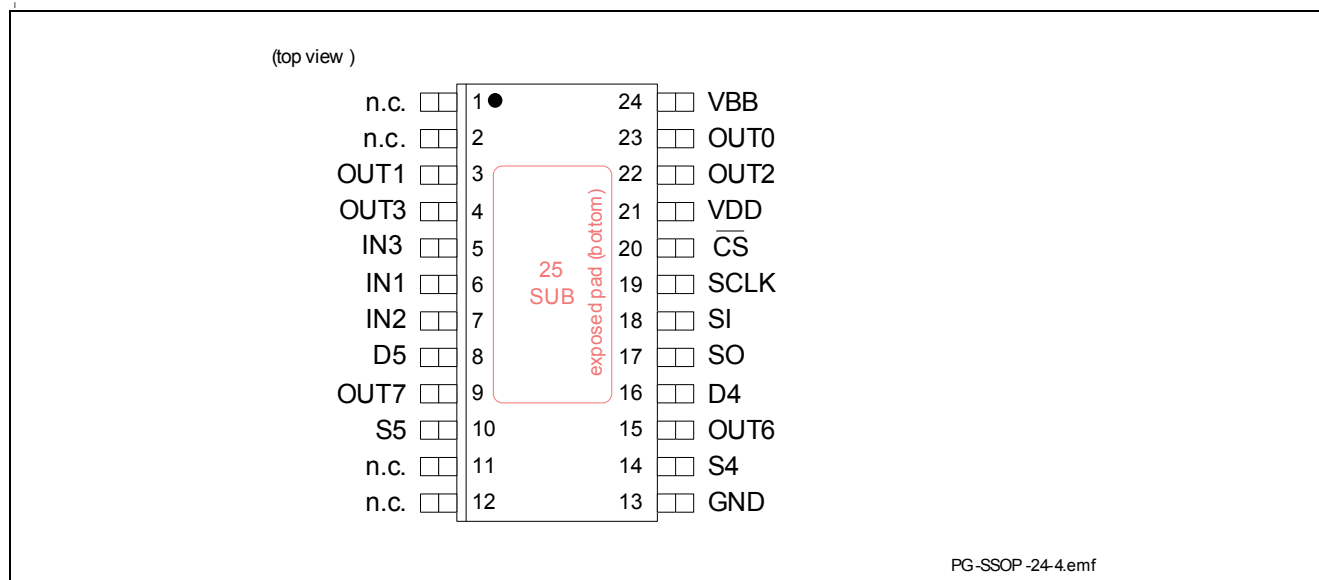 (top view )
n.c. 1 24 VBB
n.c. 2 23 OUT0
OUT1 3 22 OUT2
OUT3 4 21 VDD
IN3 5 20 CS
IN1 6 19 SCLK
IN2 7 18 SI
D5 8 17 SO
OUT7 9 16 D4
S5 10 15 OUT6
n.c. 11 14 S4
n.c. 12 13 GND
25
SUB
exposed pad (bottom)
PG-SSOP -24-4.emf